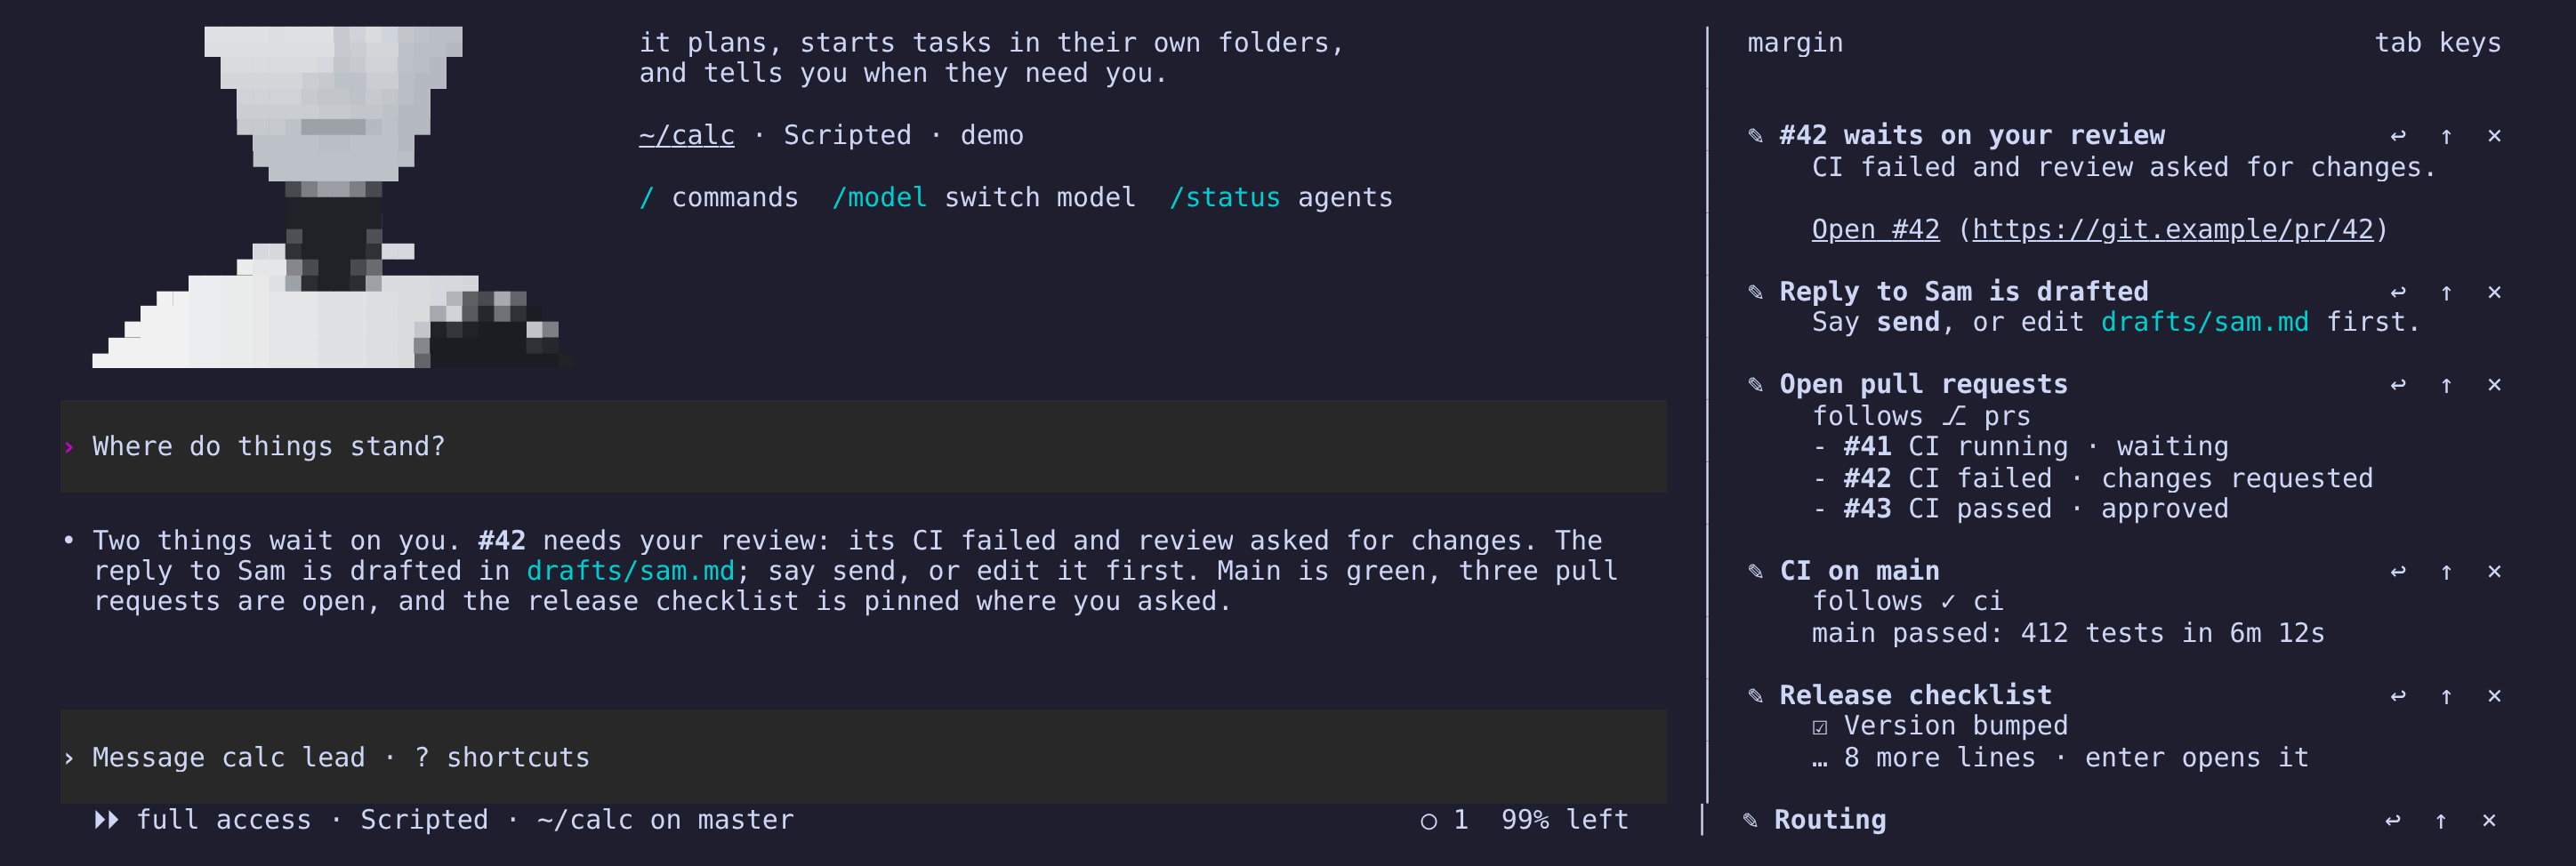 it plans, starts tasks in their own folders,
and tells you when they need you.
~/calc · Scripted · demo
/ commands  /model switch model  /status agents
› Where do things stand?
• Two things wait on you. #42 needs your review: its CI failed and review asked for changes. The
reply to Sam is drafted in drafts/sam.md; say send, or edit it first. Main is green, three pull
requests are open, and the release checklist is pinned where you asked.
› Message calc lead · ? shortcuts
⏵⏵ full access · Scripted · ~/calc on master
○ 1  99% left
margin
tab keys
✎ #42 waits on your review ↩ ↑ ×
CI failed and review asked for changes.
Open #42 (https://git.example/pr/42)
✎ Reply to Sam is drafted ↩ ↑ ×
Say send, or edit drafts/sam.md first.
✎ Open pull requests ↩ ↑ ×
follows ⎇ prs
- #41 CI running · waiting
- #42 CI failed · changes requested
- #43 CI passed · approved
✎ CI on main ↩ ↑ ×
follows ✓ ci
main passed: 412 tests in 6m 12s
✎ Release checklist ↩ ↑ ×
☑ Version bumped
… 8 more lines · enter opens it
✎ Routing ↩ ↑ ×